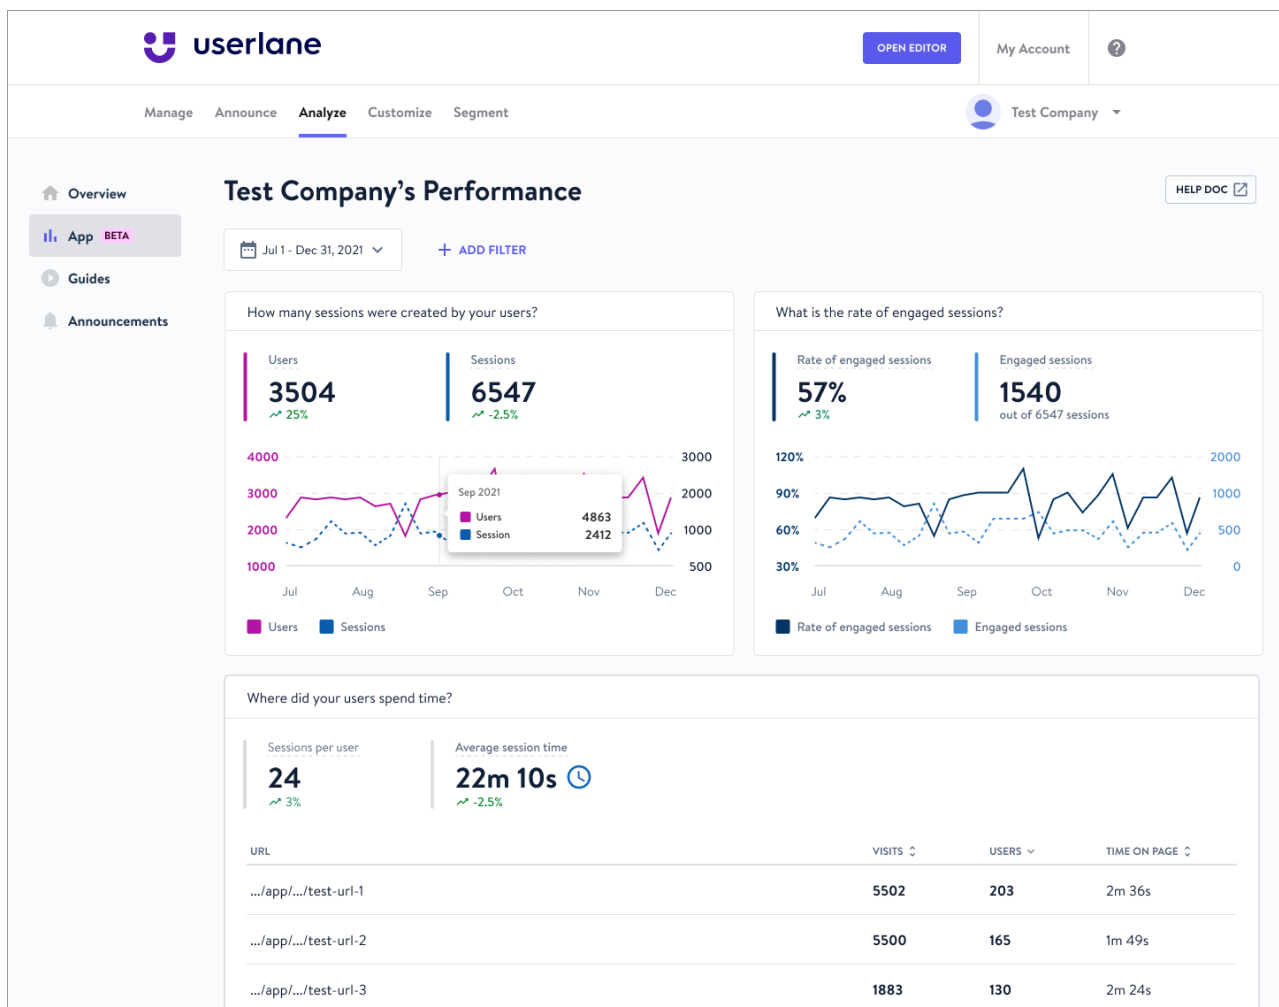 userlane
OPEN EDITOR
My Account
?
Manage Announce Analyze Customize Segment
Test Company
Overview
App BETA
Guides
Announcements
Test Company's Performance
HELP DOC
Jul 1 - Dec 31, 2021
+ ADD FILTER
How many sessions were created by your users?
Users
3504
25%
Sessions
6547
-2.5%
4000
3000
2000
1000
3000
2000
1000
500
Sep 2021
Users 4863
Session 2412
Jul Aug Sep Oct Nov Dec
Users Sessions
What is the rate of engaged sessions?
Rate of engaged sessions
57%
3%
Engaged sessions
1540
out of 6547 sessions
120%
90%
60%
30%
2000
1000
500
0
Jul Aug Sep Oct Nov Dec
Rate of engaged sessions Engaged sessions
Where did your users spend time?
Sessions per user
24
3%
Average session time
22m 10s
-2.5%
URL VISITS USERS TIME ON PAGE
.../app/.../test-url-1 5502 203 2m 36s
.../app/.../test-url-2 5500 165 1m 49s
.../app/.../test-url-3 1883 130 2m 24s